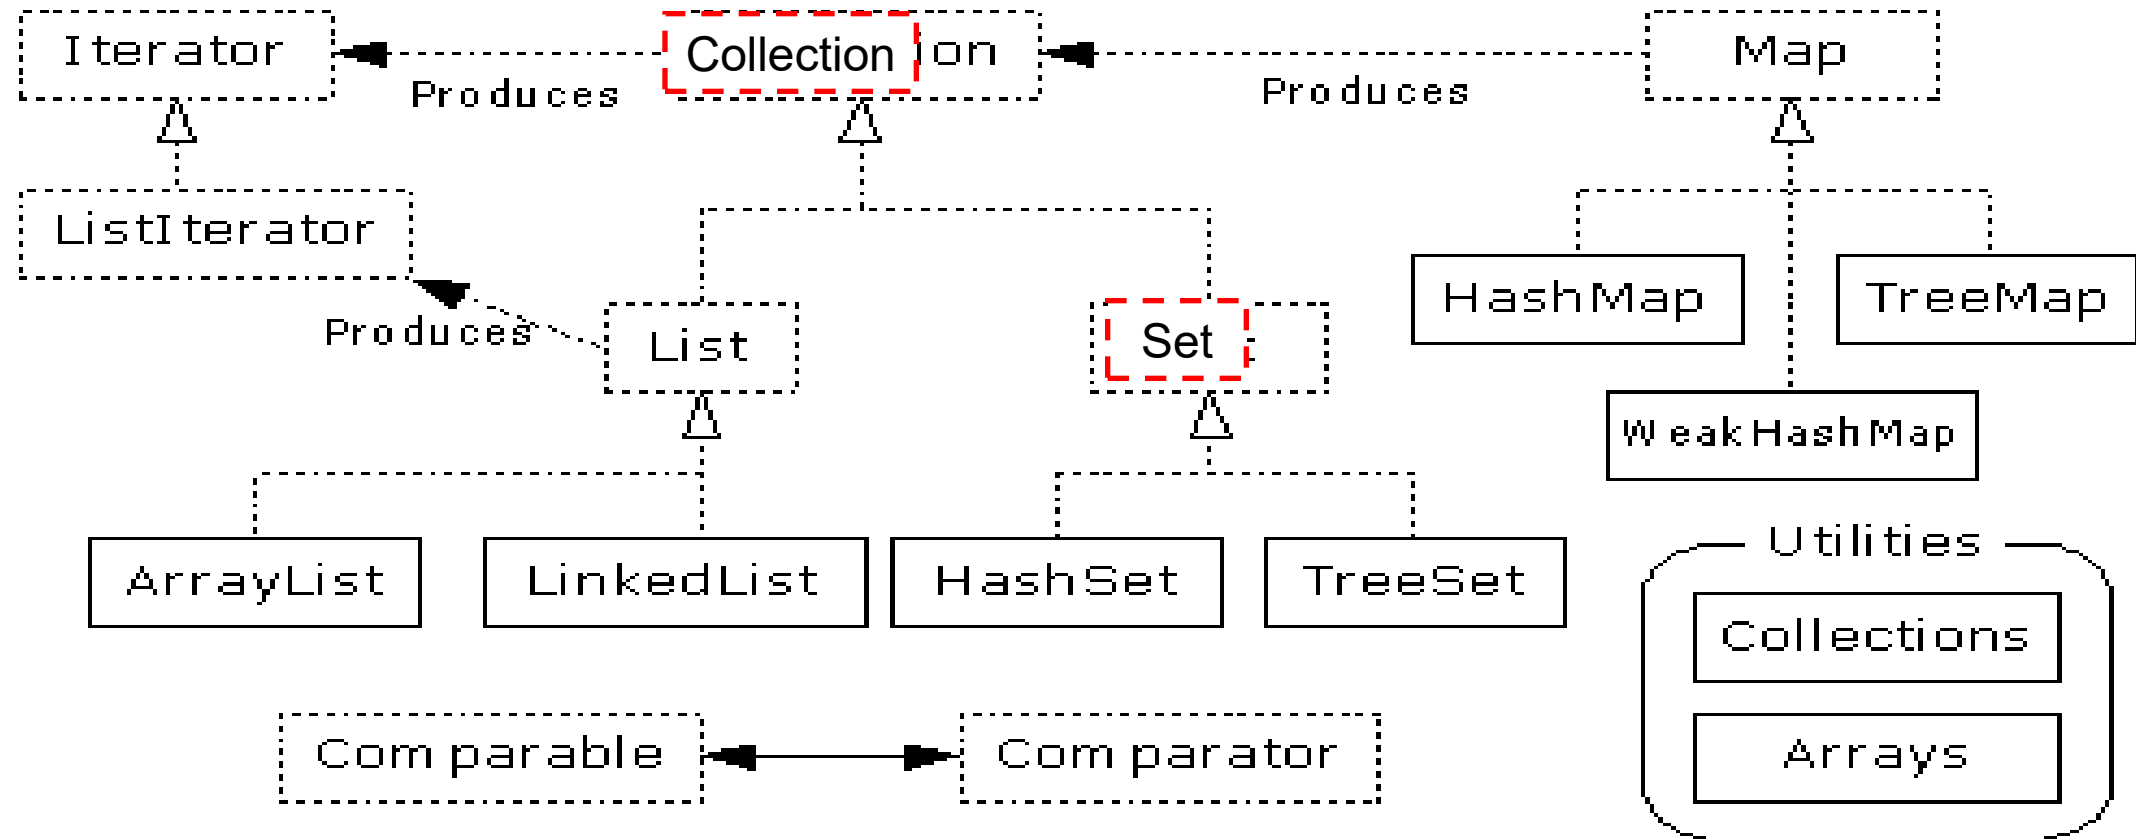 Iterator
Collection
ion
Map
Produces
Produces
ListIterator
HashMap
TreeMap
Produces
List
Set
WeakHashMap
Utilities
ArrayList
LinkedList
HashSet
TreeSet
Collections
Comparable
Comparator
Arrays